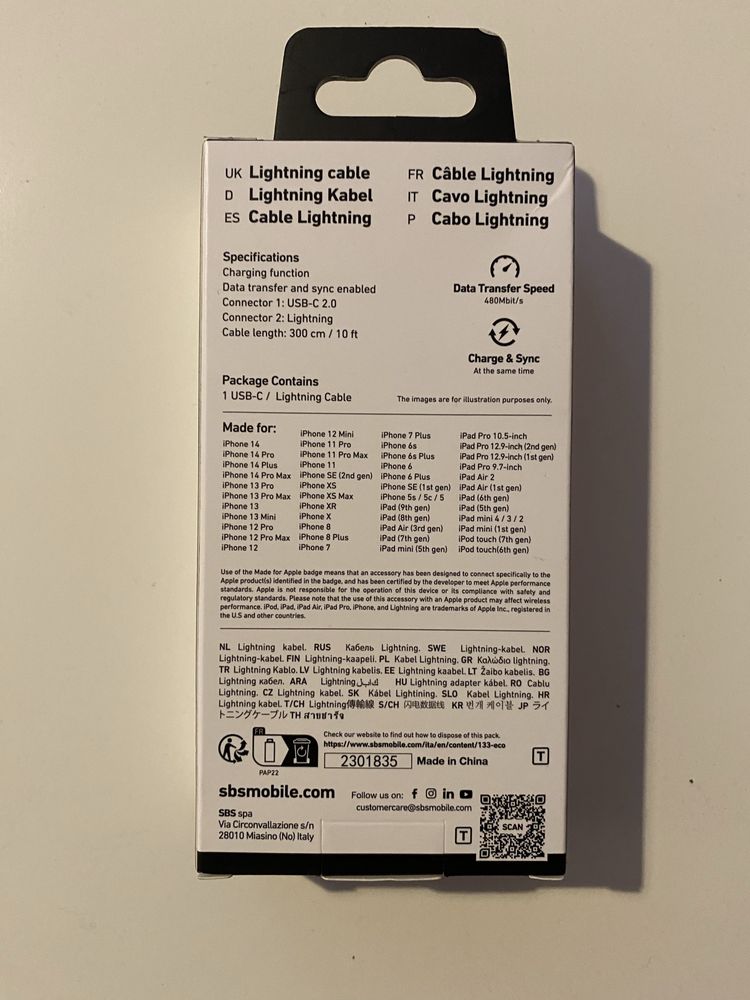 UK Lightning cable
D Lightning Kabel
ES Cable Lightning
FR Câble Lightning
IT Cavo Lightning
P Cabo Lightning
Specifications
Charging function
Data transfer and sync enabled
Connector 1: USB-C 2.0
Connector 2: Lightning
Cable length: 300 cm / 10 ft
Data Transfer Speed
480Mbit/s
Charge & Sync
At the same time
Package Contains
1 USB-C / Lightning Cable
The images are for illustration purposes only.
Made for:
iPhone 14
iPhone 14 Pro
iPhone 14 Plus
iPhone 14 Pro Max
iPhone 13 Pro
iPhone 13 Pro Max
iPhone 13
iPhone 13 Mini
iPhone 12 Pro
iPhone 12 Pro Max
iPhone 12
iPhone 12 Mini
iPhone 11 Pro
iPhone 11 Pro Max
iPhone 11
iPhone SE (2nd gen)
iPhone XS
iPhone XS Max
iPhone XR
iPhone X
iPhone 8
iPhone 8 Plus
iPhone 7
iPhone 7 Plus
iPhone 6s
iPhone 6s Plus
iPhone 6
iPhone 6 Plus
iPhone SE (1st gen)
iPhone 5s / 5c / 5
iPad (9th gen)
iPad (8th gen)
iPad Air (3rd gen)
iPad (7th gen)
iPad mini (5th gen)
iPad Pro 10.5-inch
iPad Pro 12.9-inch (2nd gen)
iPad Pro 12.9-inch (1st gen)
iPad Pro 9.7-inch
iPad Air 2
iPad Air (1st gen)
iPad (6th gen)
iPad (5th gen)
iPad mini 4 / 3 / 2
iPad mini (1st gen)
iPod touch (7th gen)
iPod touch(6th gen)
Use of the Made for Apple badge means that an accessory has been designed to connect specifically to the
Apple product(s) identified in the badge, and has been certified by the developer to meet Apple performance
standards. Apple is not responsible for the operation of this device or its compliance with safety and
regulatory standards. Please note that the use of this accessory with an Apple product may affect wireless
performance. iPod, iPad, iPad Air, iPad Pro, iPhone, and Lightning are trademarks of Apple Inc., registered in
the U.S and other countries.
NL Lightning kabel. RUS Кабель Lightning. SWE Lightning-kabel. NOR
Lightning-kabel. FIN Lightning-kaapeli. PL Kabel Lightning. GR Καλώδιο lightning.
TR Lightning Kablo. LV Lightning kabelis. EE Lightning kaabel. LT Žaibo kabelis. BG
Lightning кабел. ARA Lightning كابل HU Lightning adapter kábel. RO Cablu
Lightning. CZ Lightning kabel. SK Kábel Lightning. SLO Kabel Lightning. HR
Lightning kabel. T/CH Lightning傳輸線 S/CH 闪电数据线 KR 번개 케이블 JP ライ
トニングケーブル TH สายชาร์จ
FR
PAP22
Check our website to find out how to dispose of this pack.
https://www.sbsmobile.com/ita/en/content/133-eco
2301835 Made in China
T
sbsmobile.com
Follow us on: f in
customercare@sbsmobile.com
SBS spa
Via Circonvallazione s/n
28010 Miasino (No) Italy
T
SCAN